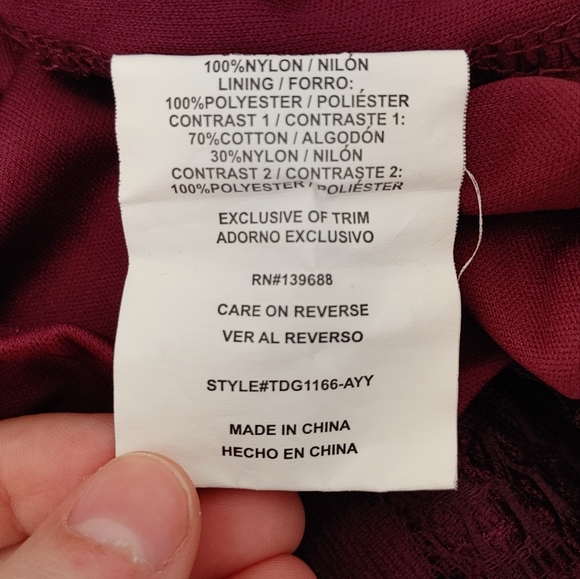 100%NYLON / NILÓN
LINING / FORRO:
100%POLYESTER / POLIÉSTER
CONTRAST 1 / CONTRASTE 1:
70%COTTON / ALGODÓN
30%NYLON / NILÓN
CONTRAST 2 / CONTRASTE 2:
100%POLYESTER / POLIÉSTER
EXCLUSIVE OF TRIM
ADORNO EXCLUSIVO
RN#139688
CARE ON REVERSE
VER AL REVERSO
STYLE#TDG1166-AYY
MADE IN CHINA
HECHO EN CHINA